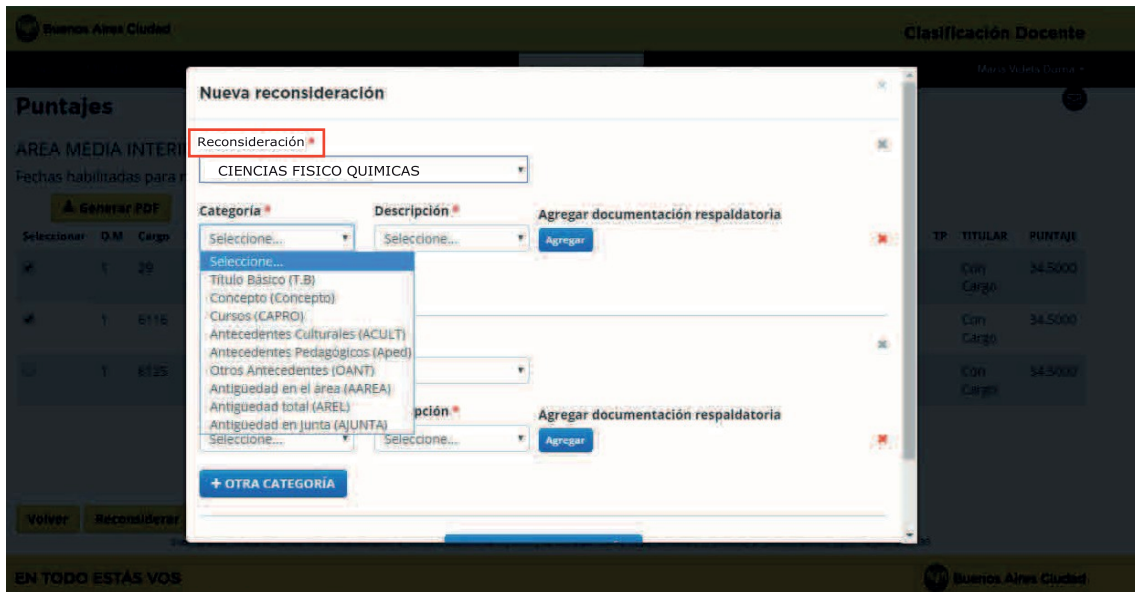 Buenos Aires Ciudad
Clasificación Docente
Puntajes
Nueva reconsideración
Reconsideración *
CIENCIAS FISICO QUIMICAS
AREA MEDIA
Fechas habilitadas para
Generar PDF
Categoría *
Descripción *
Agregar documentación respaldatoria
Seleccione...
Seleccione...
Agregar
Seleccionar D.M Cargo
TP TITULAR PUNTAJE
Seleccione...
Título Básico (T.B)
Concepto (Concepto)
Cursos (CAPRO)
Antecedentes Culturales (ACULT)
Antecedentes Pedagógicos (Aped)
Otros Antecedentes (OANT)
Antigüedad en el área (AAREA)
Antigüedad total (AREL)
Antigüedad en Junta (AJUNTA)
1 29 Con Cargo 34.5000
1 6116 Con Cargo 34.5000
1 6125 Con Cargo 34.5000
pción *
Agregar documentación respaldatoria
Seleccione...
Seleccione...
Agregar
+ OTRA CATEGORÍA
Volver
Reconsiderar
EN TODO ESTÁS VOS
Buenos Aires Ciudad